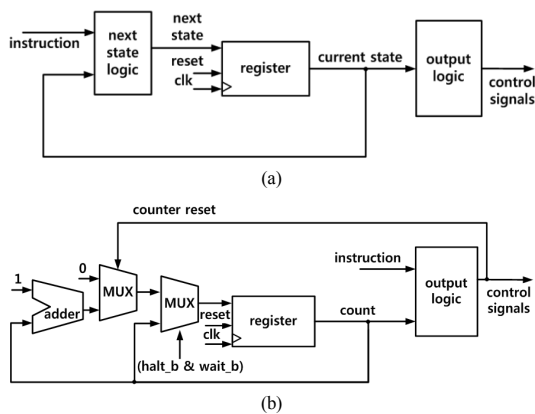 instruction
next
state
logic
next
state
reset
clk
register
current state
output
logic
control
signals
(a)
counter reset
1
adder
0
MUX
MUX
reset
clk
(halt_b & wait_b)
register
count
instruction
output
logic
control
signals
(b)